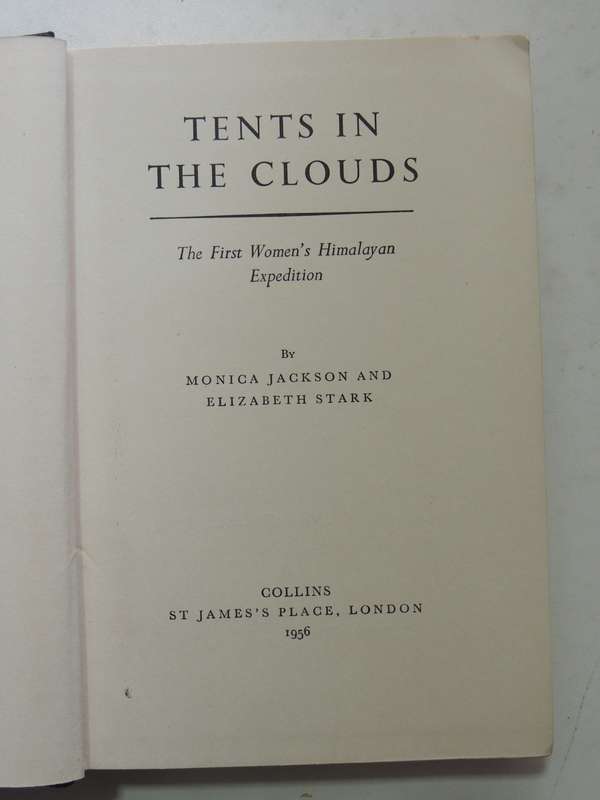 TENTS IN
THE CLOUDS
The First Women's Himalayan
Expedition
By
MONICA JACKSON AND
ELIZABETH STARK
COLLINS
ST JAMES'S PLACE, LONDON
1956